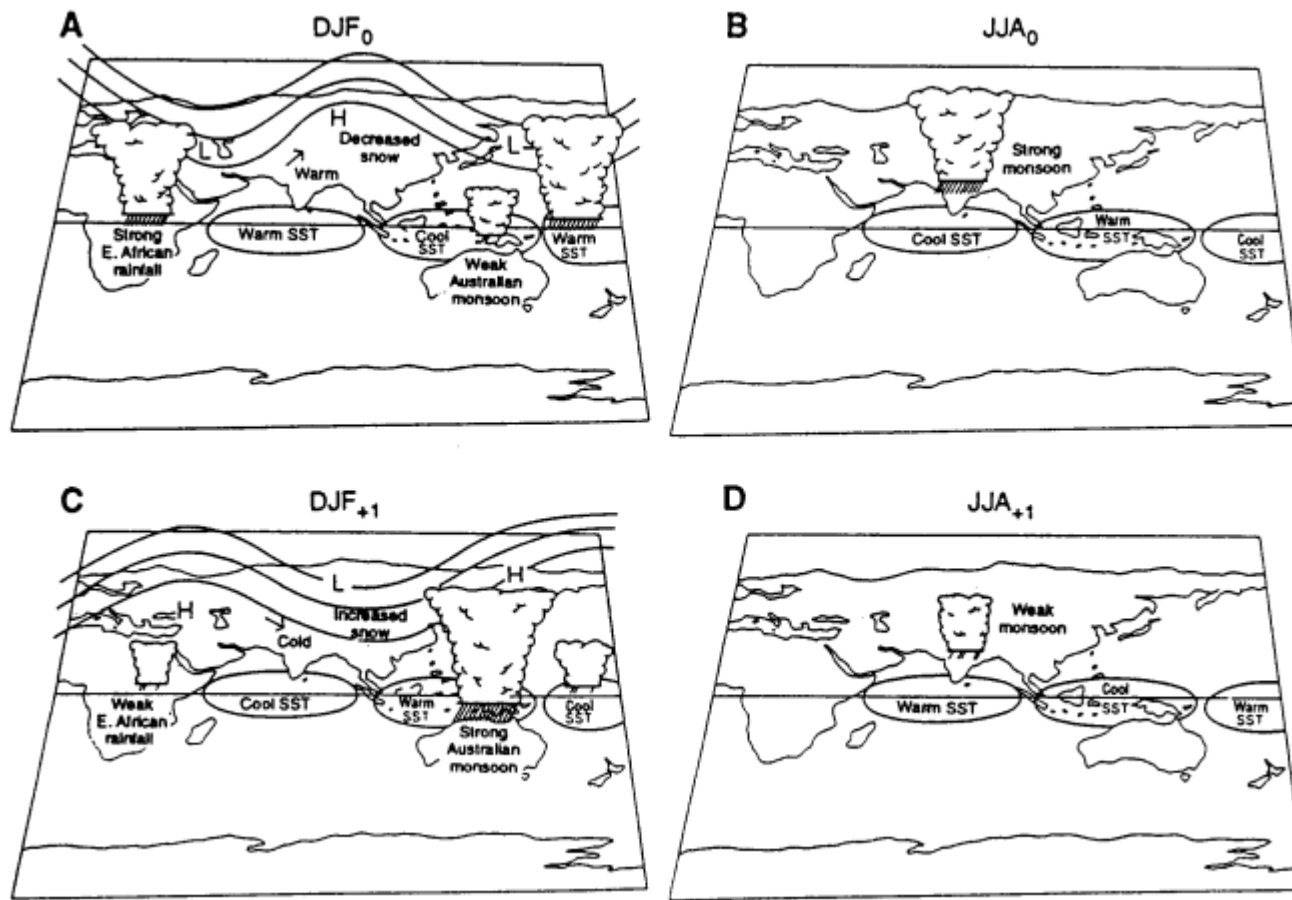 A
DJF0
H
Decreased
snow
L
L
Warm
Strong
E. African
rainfall
Warm SST
Cool
SST
Warm
SST
Weak
Australian
monsoon
B
JJA0
Strong
monsoon
Cool SST
Warm
SST
Cool
SST
C
DJF+1
L
H
H
Increased
snow
Cold
Weak
E. African
rainfall
Cool SST
Warm
SST
Cool
SST
Strong
Australian
monsoon
D
JJA+1
Weak
monsoon
Warm SST
Cool
SST
Warm
SST